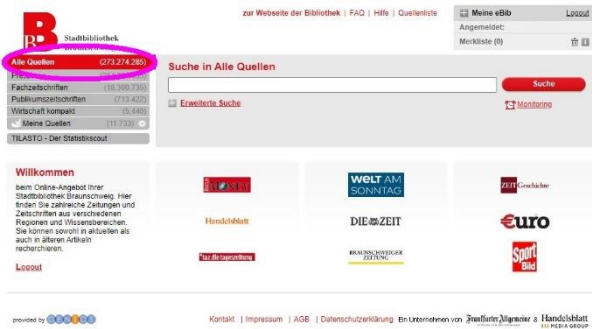 zur Webseite der Bibliothek | FAQ | Hilfe | Quellenliste
Meine eBib Logout
Angemeldet:
Merkliste (0)
B
Stadtbibliothek
Alle Quellen (273.274.285)
Fachzeitschriften (18.300.735)
Publikumszeitschriften (713.422)
Wirtschaft kompakt (5.440)
Meine Quellen (11.733)
TILASTO - Der Statistikscout
Suche in Alle Quellen
Suche
Erweiterte Suche
Monitoring
Willkommen
beim Online-Angebot Ihrer
Stadtbibliothek Braunschweig. Hier
finden Sie zahlreiche Zeitungen und
Zeitschriften aus verschiedenen
Regionen und Wissensbereichen.
Sie können sowohl in aktuellen als
auch in älteren Artikeln
recherchieren.
Logout
WELT AM
SONNTAG
ZEIT Geschichte
Handelsblatt
DIE ZEIT
€uro
taz.die tageszeitung
BRAUNSCHWEIGER
ZEITUNG
Sport
Bild
provided by GENIOS
Kontakt | Impressum | AGB | Datenschutzerklärung Ein Unternehmen von Frankfurter Allgemeine & Handelsblatt
MEDIA GROUP